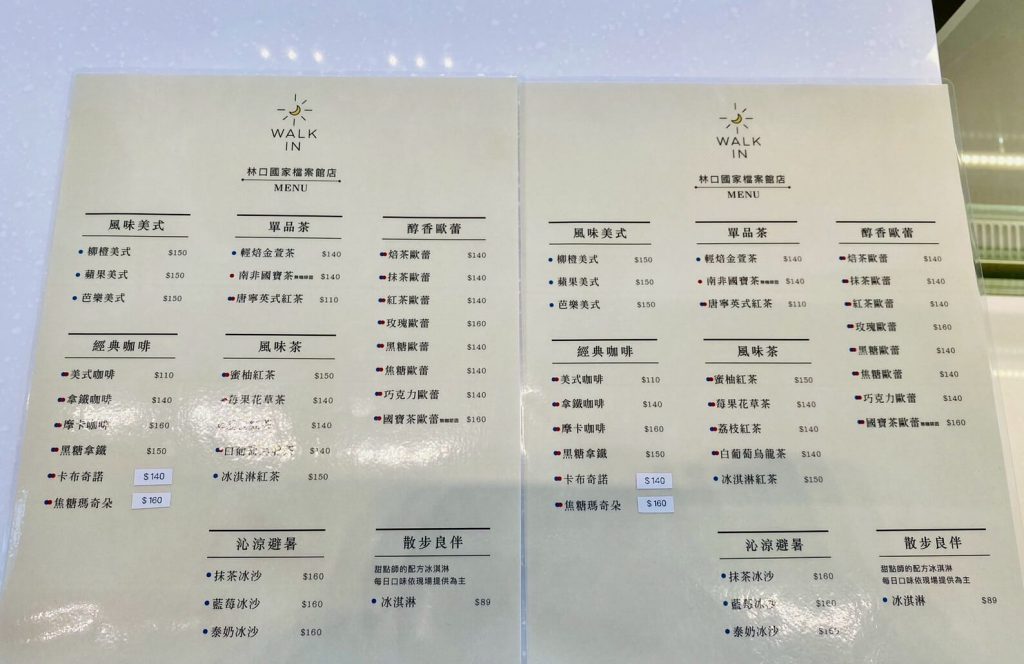 WALK
IN
林口國家檔案館店
MENU
風味美式
柳橙美式 $150
蘋果美式 $150
芭樂美式 $150
經典咖啡
美式咖啡 $110
拿鐵咖啡 $140
摩卡咖啡 $160
黑糖拿鐵 $150
卡布奇諾 $140
焦糖瑪奇朵 $160
單品茶
輕焙金萱茶 $140
南非國寶茶 $140
唐寧英式紅茶 $110
風味茶
蜜柚紅茶 $150
莓果花草茶 $140
$140
$140
冰淇淋紅茶 $150
醇香歐蕾
焙茶歐蕾 $140
抹茶歐蕾 $140
紅茶歐蕾 $140
玫瑰歐蕾 $160
黑糖歐蕾 $140
焦糖歐蕾 $140
巧克力歐蕾 $140
國寶茶歐蕾 $160
沁涼避暑
抹茶冰沙 $160
藍莓冰沙 $160
泰奶冰沙 $160
散步良伴
甜點師的配方冰淇淋
每日口味依現場提供為主
冰淇淋 $89
WALK
IN
林口國家檔案館店
MENU
風味美式
柳橙美式 $150
蘋果美式 $150
芭樂美式 $150
經典咖啡
美式咖啡 $110
拿鐵咖啡 $140
摩卡咖啡 $160
黑糖拿鐵 $150
卡布奇諾 $140
焦糖瑪奇朵 $160
單品茶
輕焙金萱茶 $140
南非國寶茶 $140
唐寧英式紅茶 $110
風味茶
蜜柚紅茶 $150
莓果花草茶 $140
荔枝紅茶 $140
白葡萄烏龍茶 $140
冰淇淋紅茶 $150
醇香歐蕾
焙茶歐蕾 $140
抹茶歐蕾 $140
紅茶歐蕾 $140
玫瑰歐蕾 $160
黑糖歐蕾 $140
焦糖歐蕾 $140
巧克力歐蕾 $140
國寶茶歐蕾 $160
沁涼避暑
抹茶冰沙 $160
藍莓冰沙 $160
泰奶冰沙 $160
散步良伴
甜點師的配方冰淇淋
每日口味依現場提供為主
冰淇淋 $89